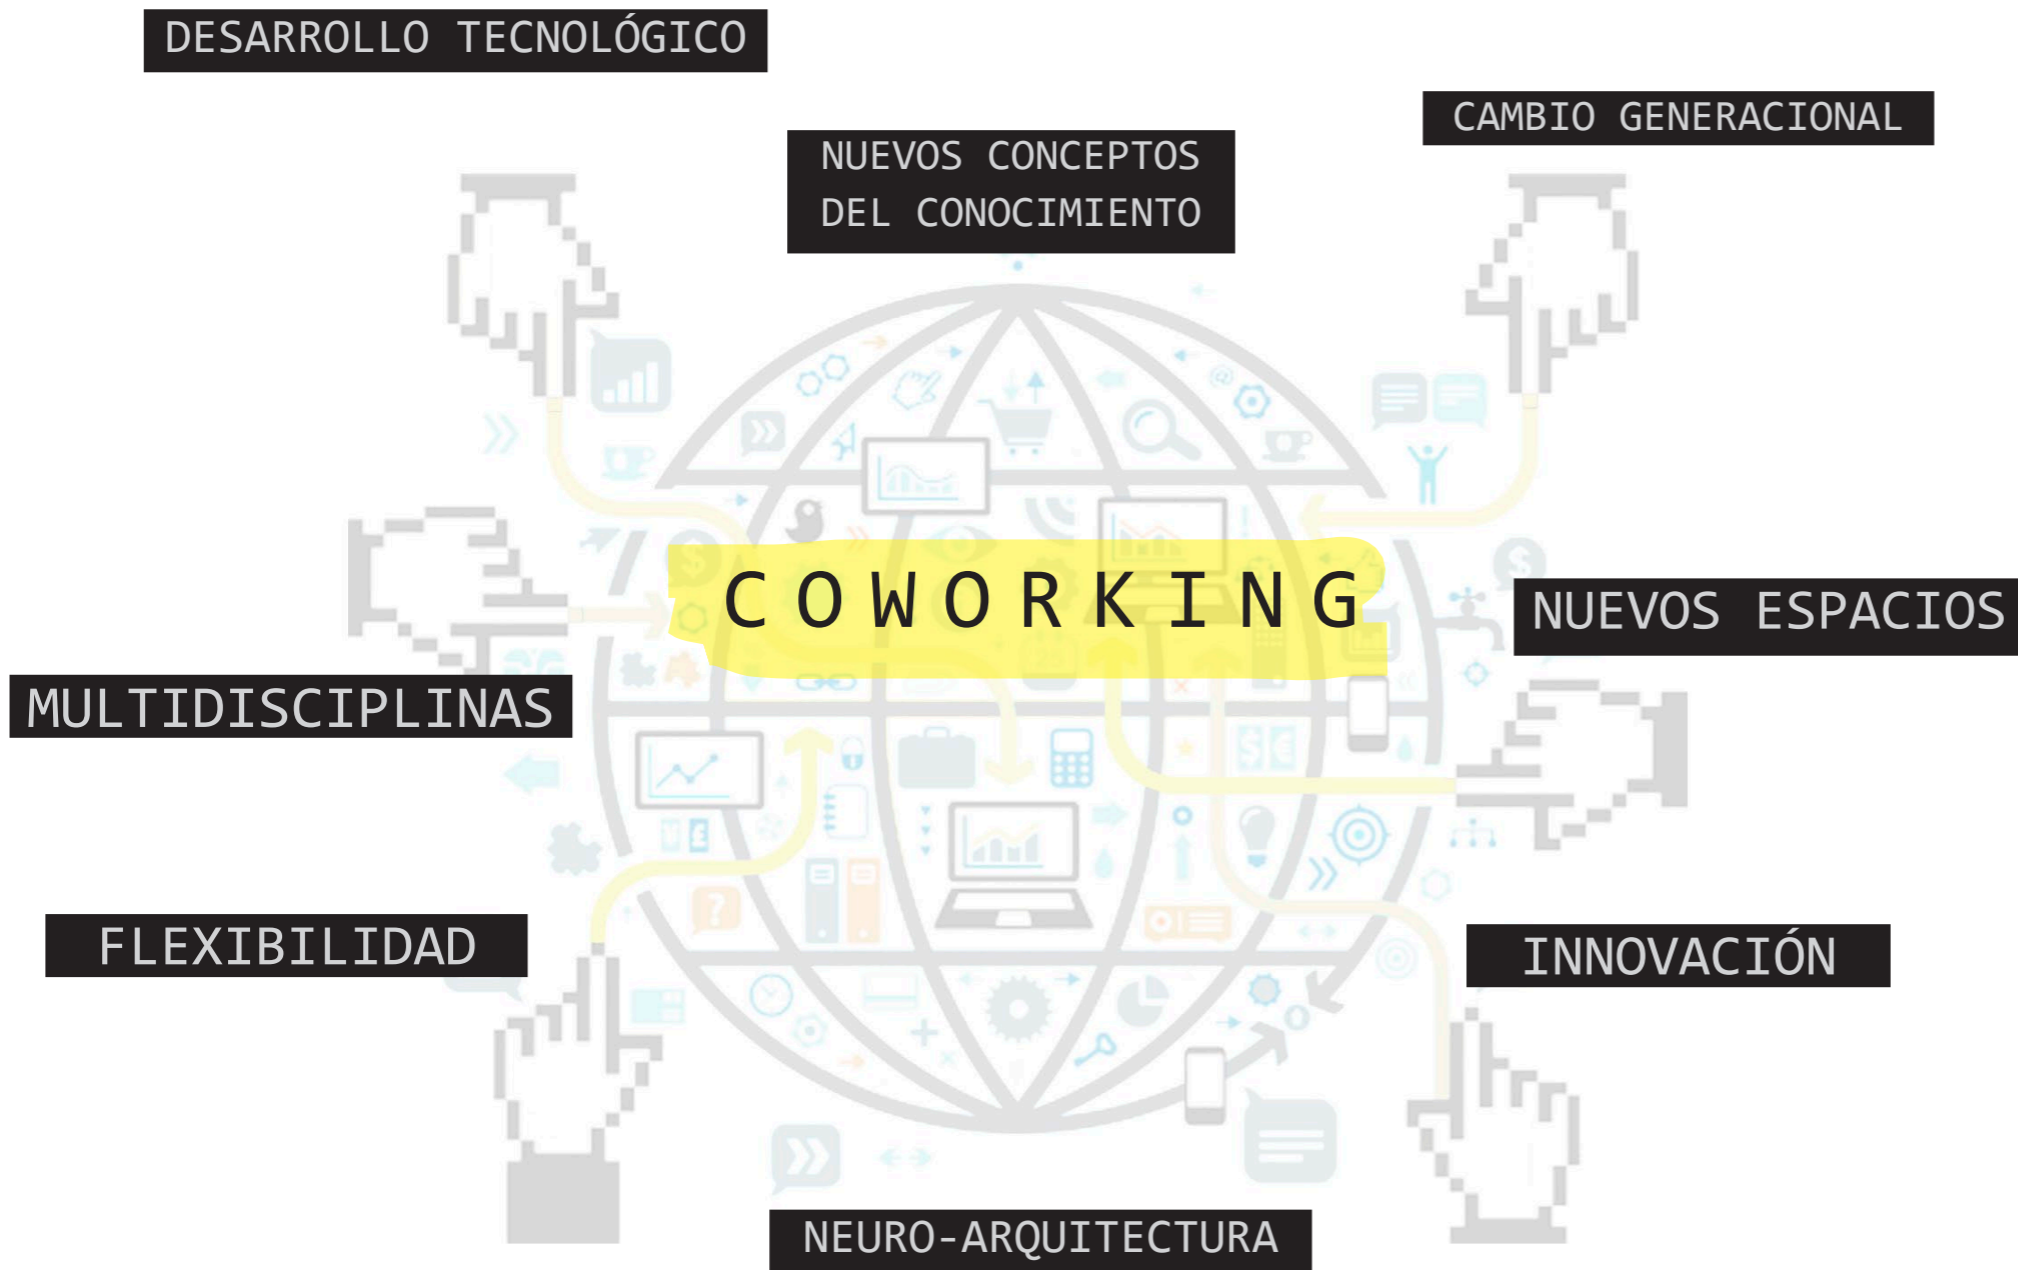 DESARROLLO TECNOLÓGICO
CAMBIO GENERACIONAL
NUEVOS CONCEPTOS
DEL CONOCIMIENTO
COWORKING
NUEVOS ESPACIOS
MULTIDISCIPLINAS
FLEXIBILIDAD
INNOVACIÓN
NEURO-ARQUITECTURA